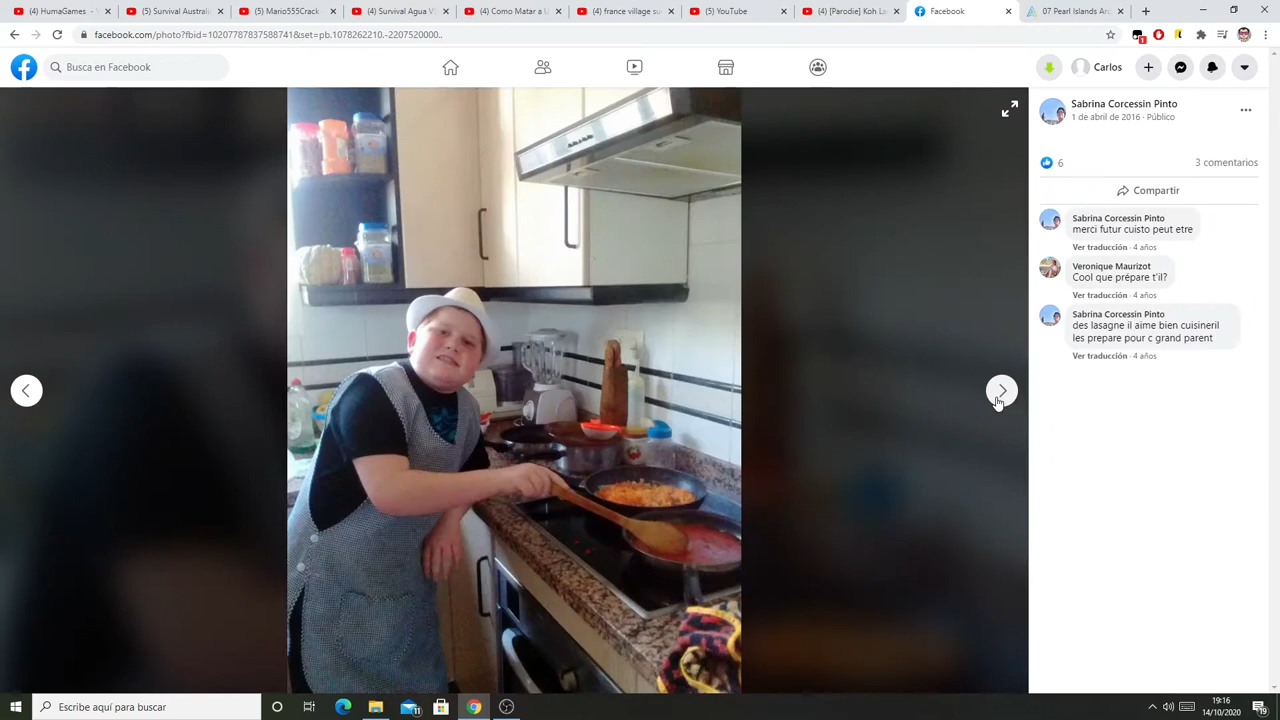 (4) HumaGames -
(5) Survival Austral
(5) Mario555Crack
(4) Survival Agua V
(4) Como Matar a
(4) france village su
(5) YouTube
(4) [Parodie] Koh La
Facebook
07 Pearl Islands Arc
facebook.com/photo?fbid=10207787837588741&set=pb.1078262210.-2207520000..
1
f
Busca en Facebook
Carlos
Sabrina Corcessin Pinto
1 de abril de 2016 · Público
6
3 comentarios
Compartir
Sabrina Corcessin Pinto
merci futur cuisto peut etre
Ver traducción · 4 años
Veronique Maurizot
Cool que prépare t'il?
Ver traducción · 4 años
Sabrina Corcessin Pinto
des lasagne il aime bien cuisineril
les prepare pour c grand parent
Ver traducción · 4 años
Escribe aquí para buscar
11
19:16
14/10/2020
19